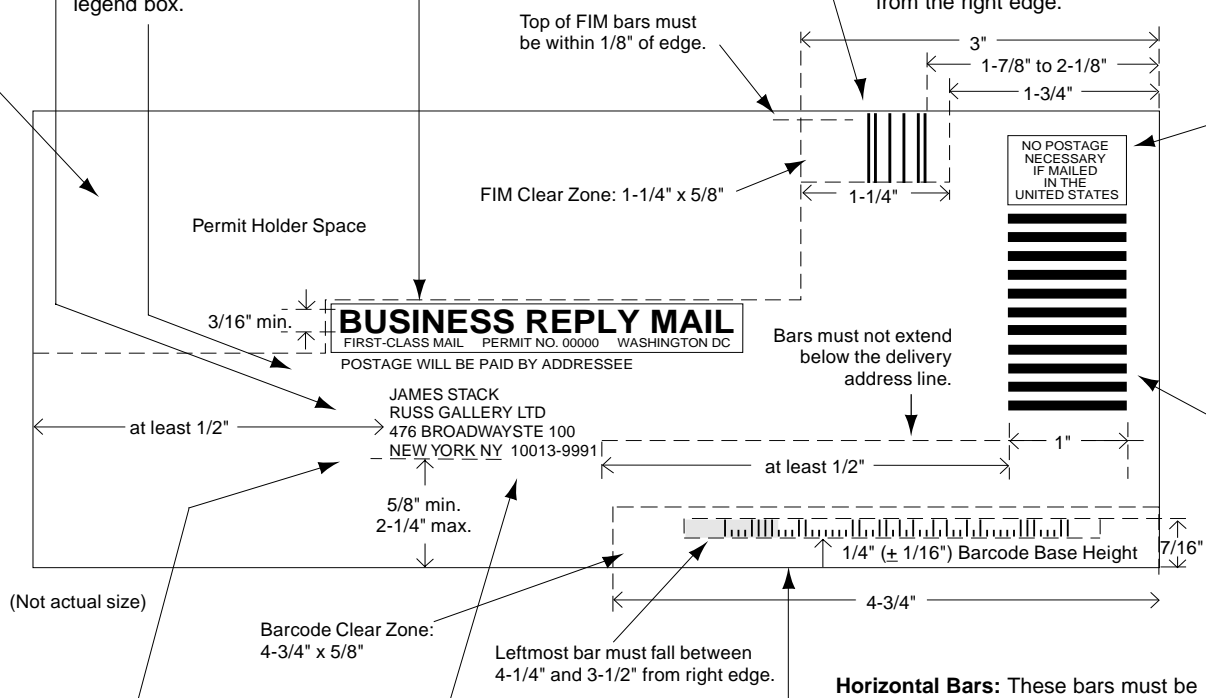 legend box.
Top of FIM bars must
be within 1/8" of edge.
from the right edge.
3"
1-7/8" to 2-1/8"
1-3/4"
NO POSTAGE
NECESSARY
IF MAILED
IN THE
UNITED STATES
FIM Clear Zone: 1-1/4" x 5/8"
1-1/4"
Permit Holder Space
3/16" min.
BUSINESS REPLY MAIL
FIRST-CLASS MAIL PERMIT NO. 00000 WASHINGTON DC
POSTAGE WILL BE PAID BY ADDRESSEE
Bars must not extend
below the delivery
address line.
JAMES STACK
RUSS GALLERY LTD
476 BROADWAYSTE 100
NEW YORK NY 10013-9991
at least 1/2"
1"
at least 1/2"
5/8" min.
2-1/4" max.
1/4" (± 1/16") Barcode Base Height
7/16"
4-3/4"
(Not actual size)
Barcode Clear Zone:
4-3/4" x 5/8"
Leftmost bar must fall between
4-1/4" and 3-1/2" from right edge.
Horizontal Bars: These bars must be